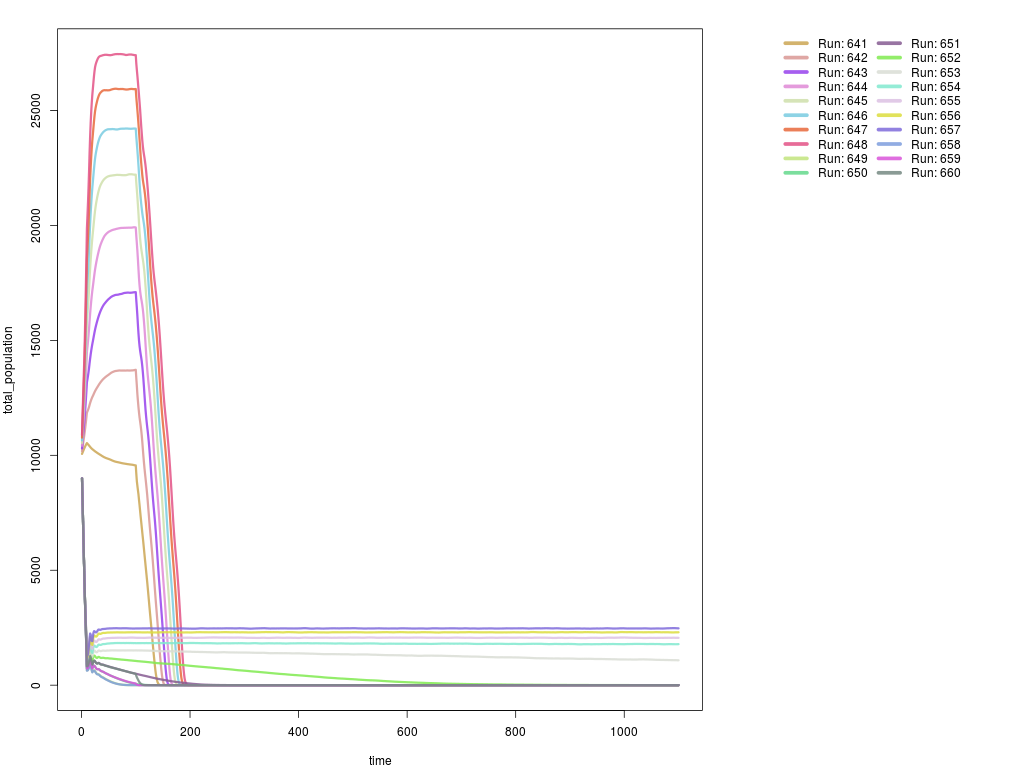 total_population
25000
20000
15000
10000
5000
0
0 200 400 600 800 1000
time
Run: 641 Run: 651
Run: 642 Run: 652
Run: 643 Run: 653
Run: 644 Run: 654
Run: 645 Run: 655
Run: 646 Run: 656
Run: 647 Run: 657
Run: 648 Run: 658
Run: 649 Run: 659
Run: 650 Run: 660